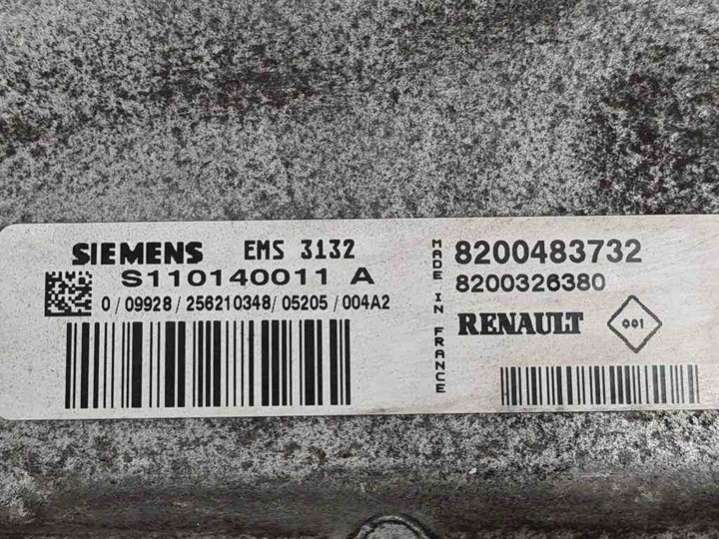 SIEMENS EMS 3132
S110140011 A
0 / 09928 / 256210348 / 05205 / 004A2
MADE IN FRANCE
8200483732
8200326380
RENAULT 001